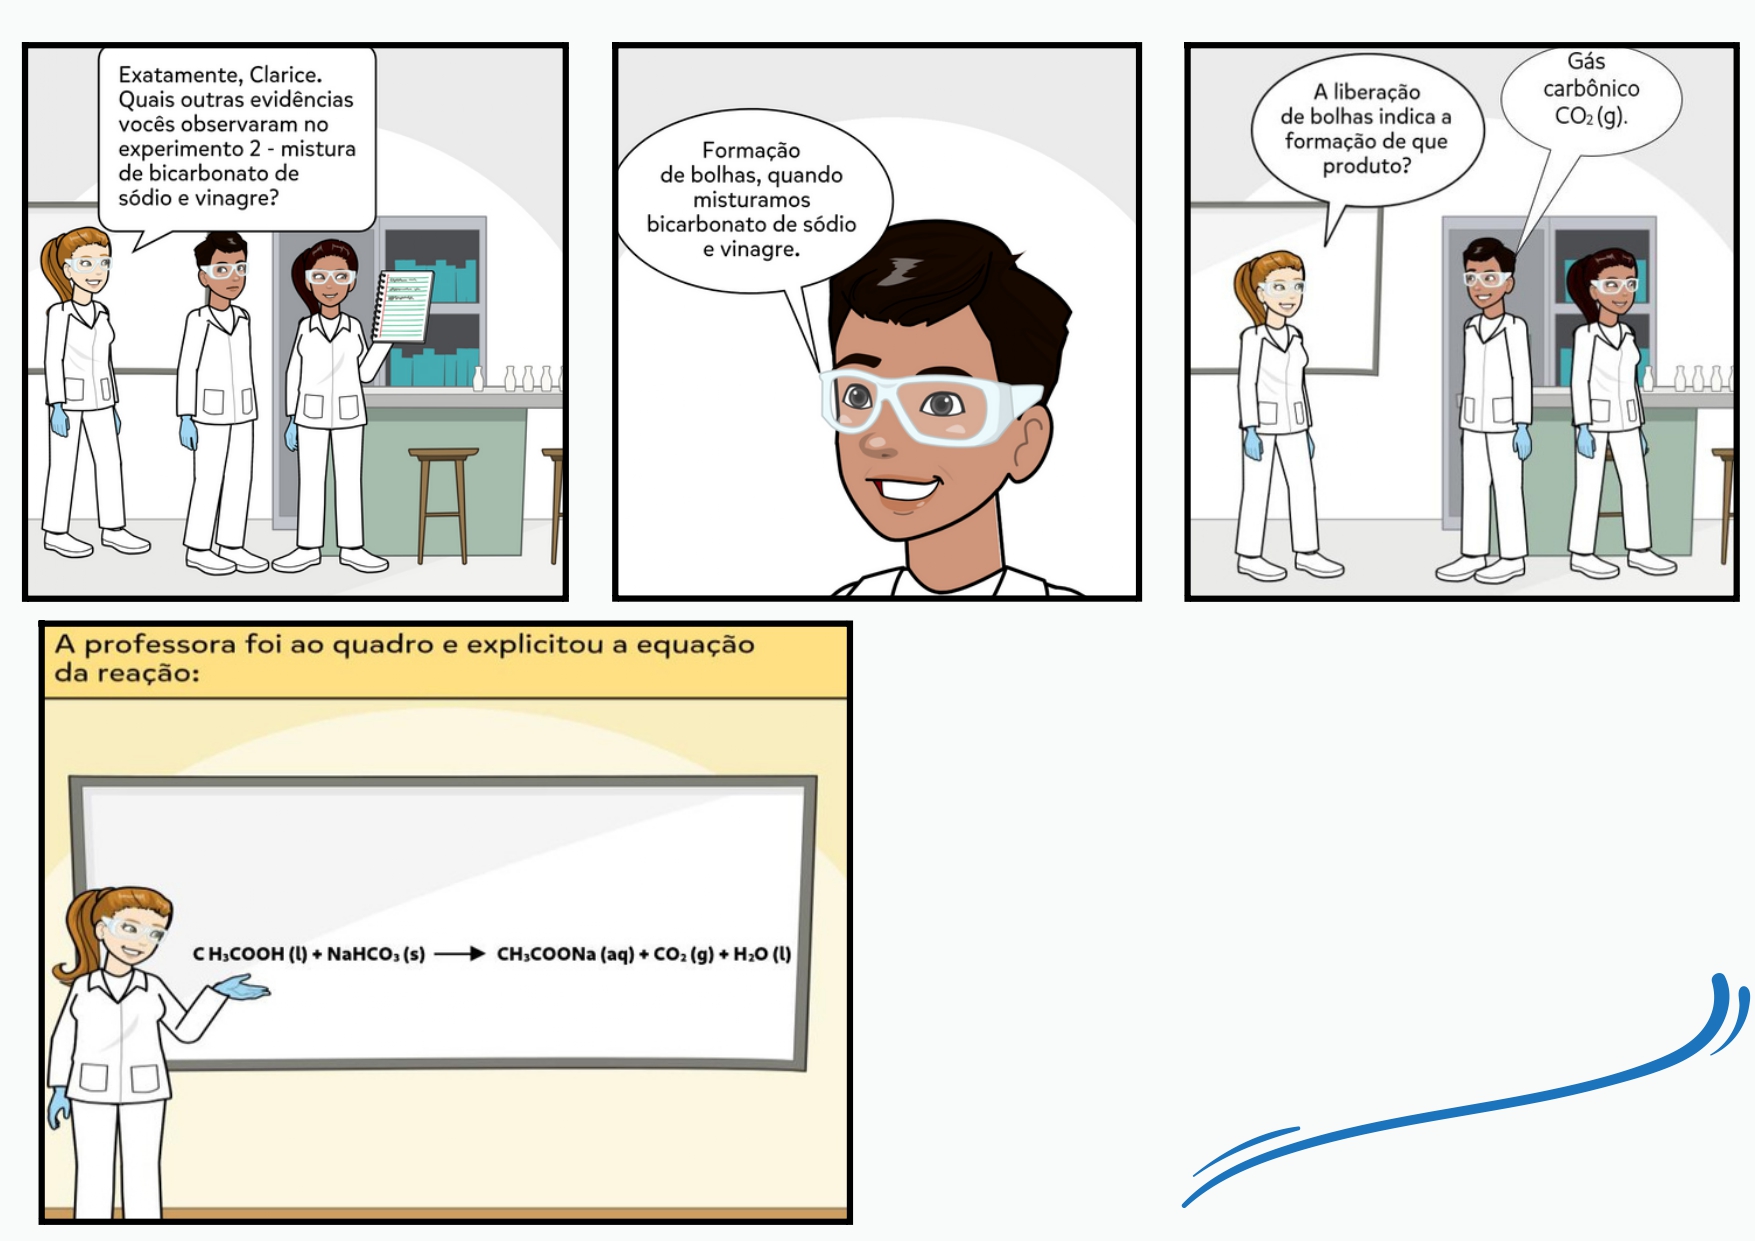 Exatamente, Clarice.
Quais outras evidências
vocês observaram no
experimento 2 - mistura
de bicarbonato de
sódio e vinagre?
Formação
de bolhas, quando
misturamos
bicarbonato de sódio
e vinagre.
A liberação
de bolhas indica a
formação de que
produto?
Gás
carbônico
CO₂ (g).
A professora foi ao quadro e explicitou a equação
da reação:
C H₃COOH (l) + NaHCO₃ (s) ⟶ CH₃COONa (aq) + CO₂ (g) + H₂O (l)